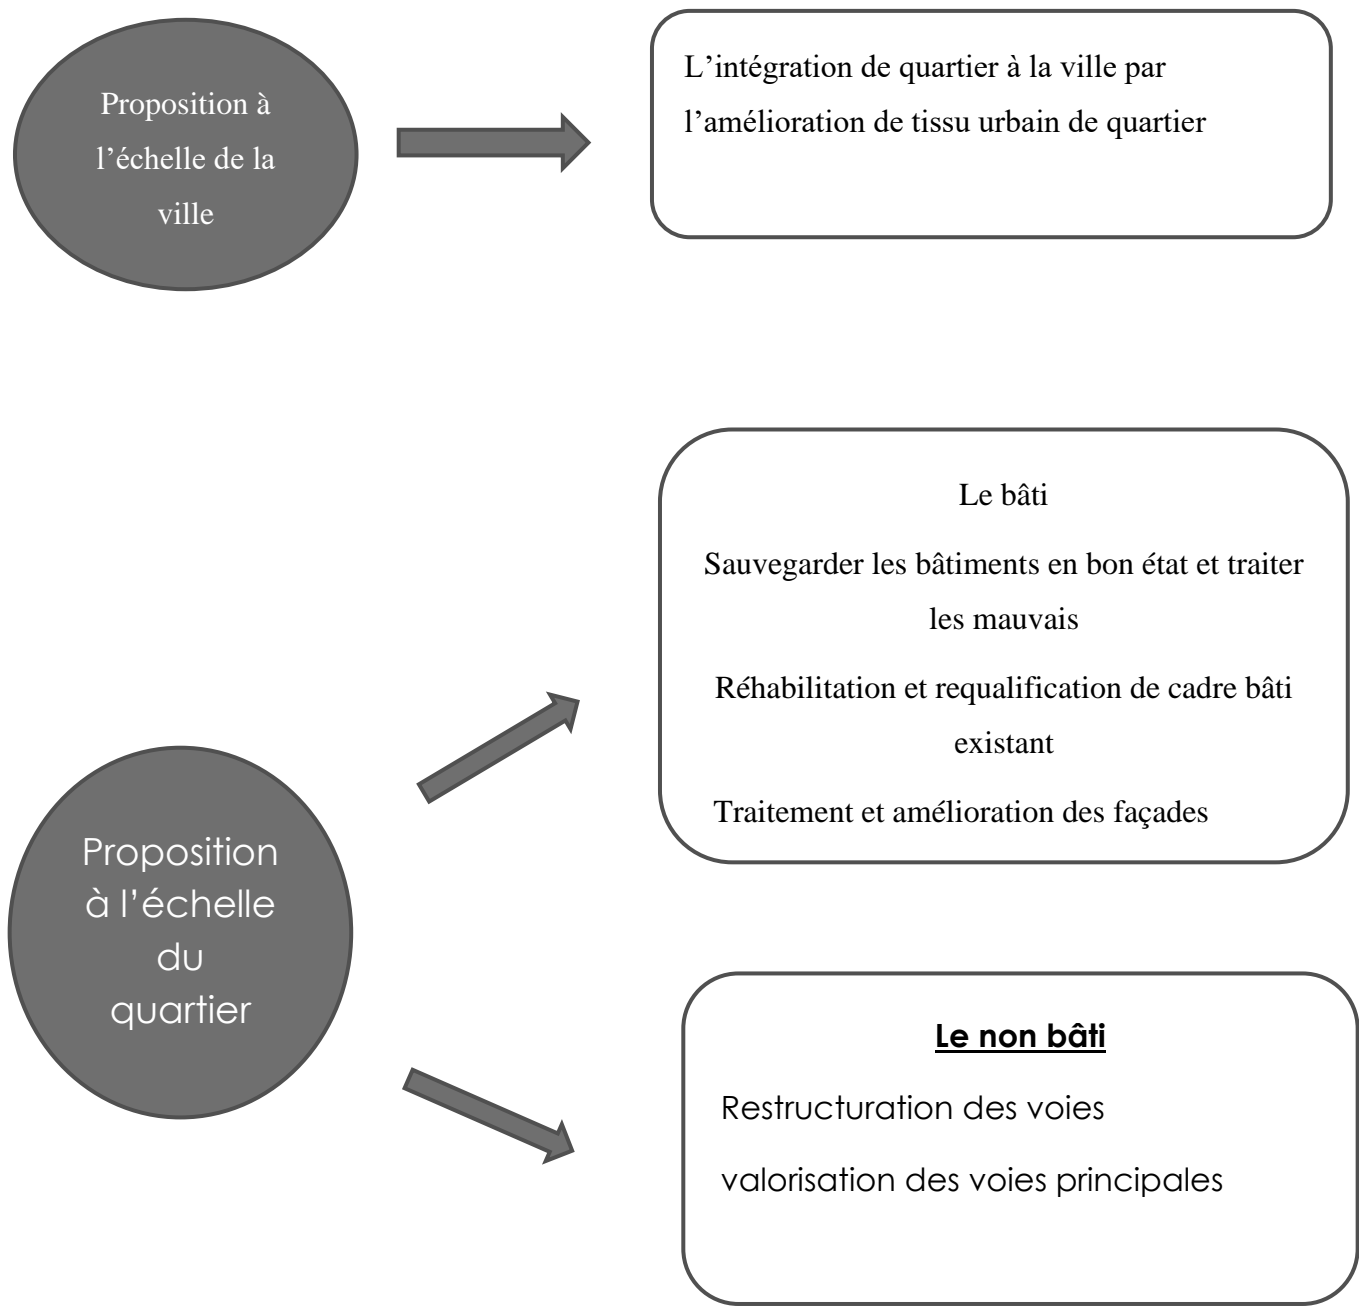 Proposition à
l’échelle de la
ville
L’intégration de quartier à la ville par
l’amélioration de tissu urbain de quartier
Le bâti
Sauvegarder les bâtiments en bon état et traiter
les mauvais
Réhabilitation et requalification de cadre bâti
existant
Traitement et amélioration des façades
Proposition
à l’échelle
du
quartier
Le non bâti
Restructuration des voies
valorisation des voies principales